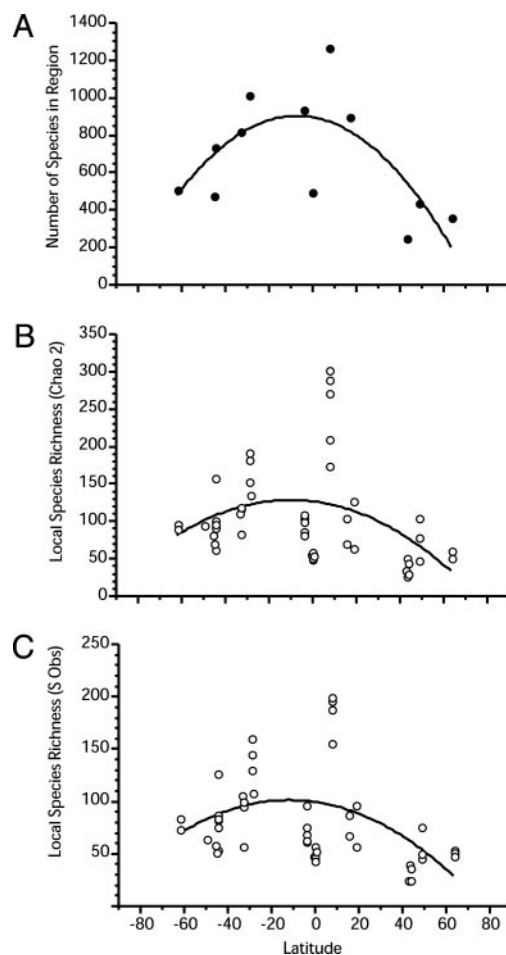 A
Number of Species in Region
1400
1200
1000
800
600
400
200
0
B
Local Species Richness (Chao 2)
350
300
250
200
150
100
50
0
C
Local Species Richness (S Obs)
250
200
150
100
50
-80 -60 -40 -20 0 20 40 60 80
Latitude